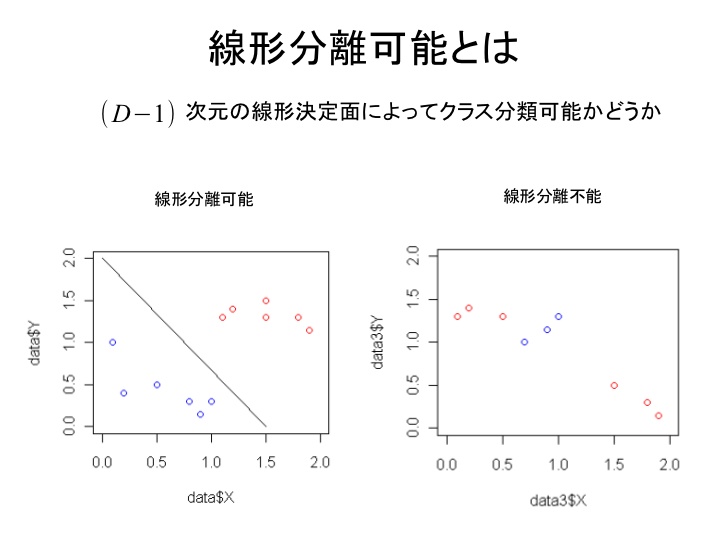 線形分離可能とは
(D−1) 次元の線形決定面によってクラス分類可能かどうか
線形分離可能
線形分離不能
data$Y
2.0
1.5
1.0
0.5
0.0
0.0 0.5 1.0 1.5 2.0
data$X
data3$Y
2.0
1.5
1.0
0.5
0.0
0.0 0.5 1.0 1.5 2.0
data3$X